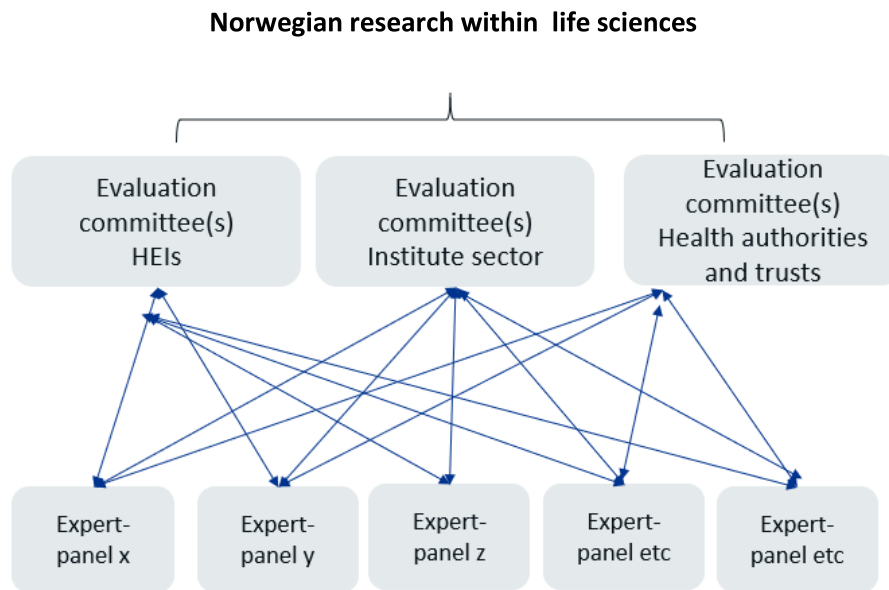 Norwegian research within life sciences
Evaluation
committee(s)
HEIs
Evaluation
committee(s)
Institute sector
Evaluation
committee(s)
Health authorities
and trusts
Expert-
panel x
Expert-
panel y
Expert-
panel z
Expert-
panel etc
Expert-
panel etc